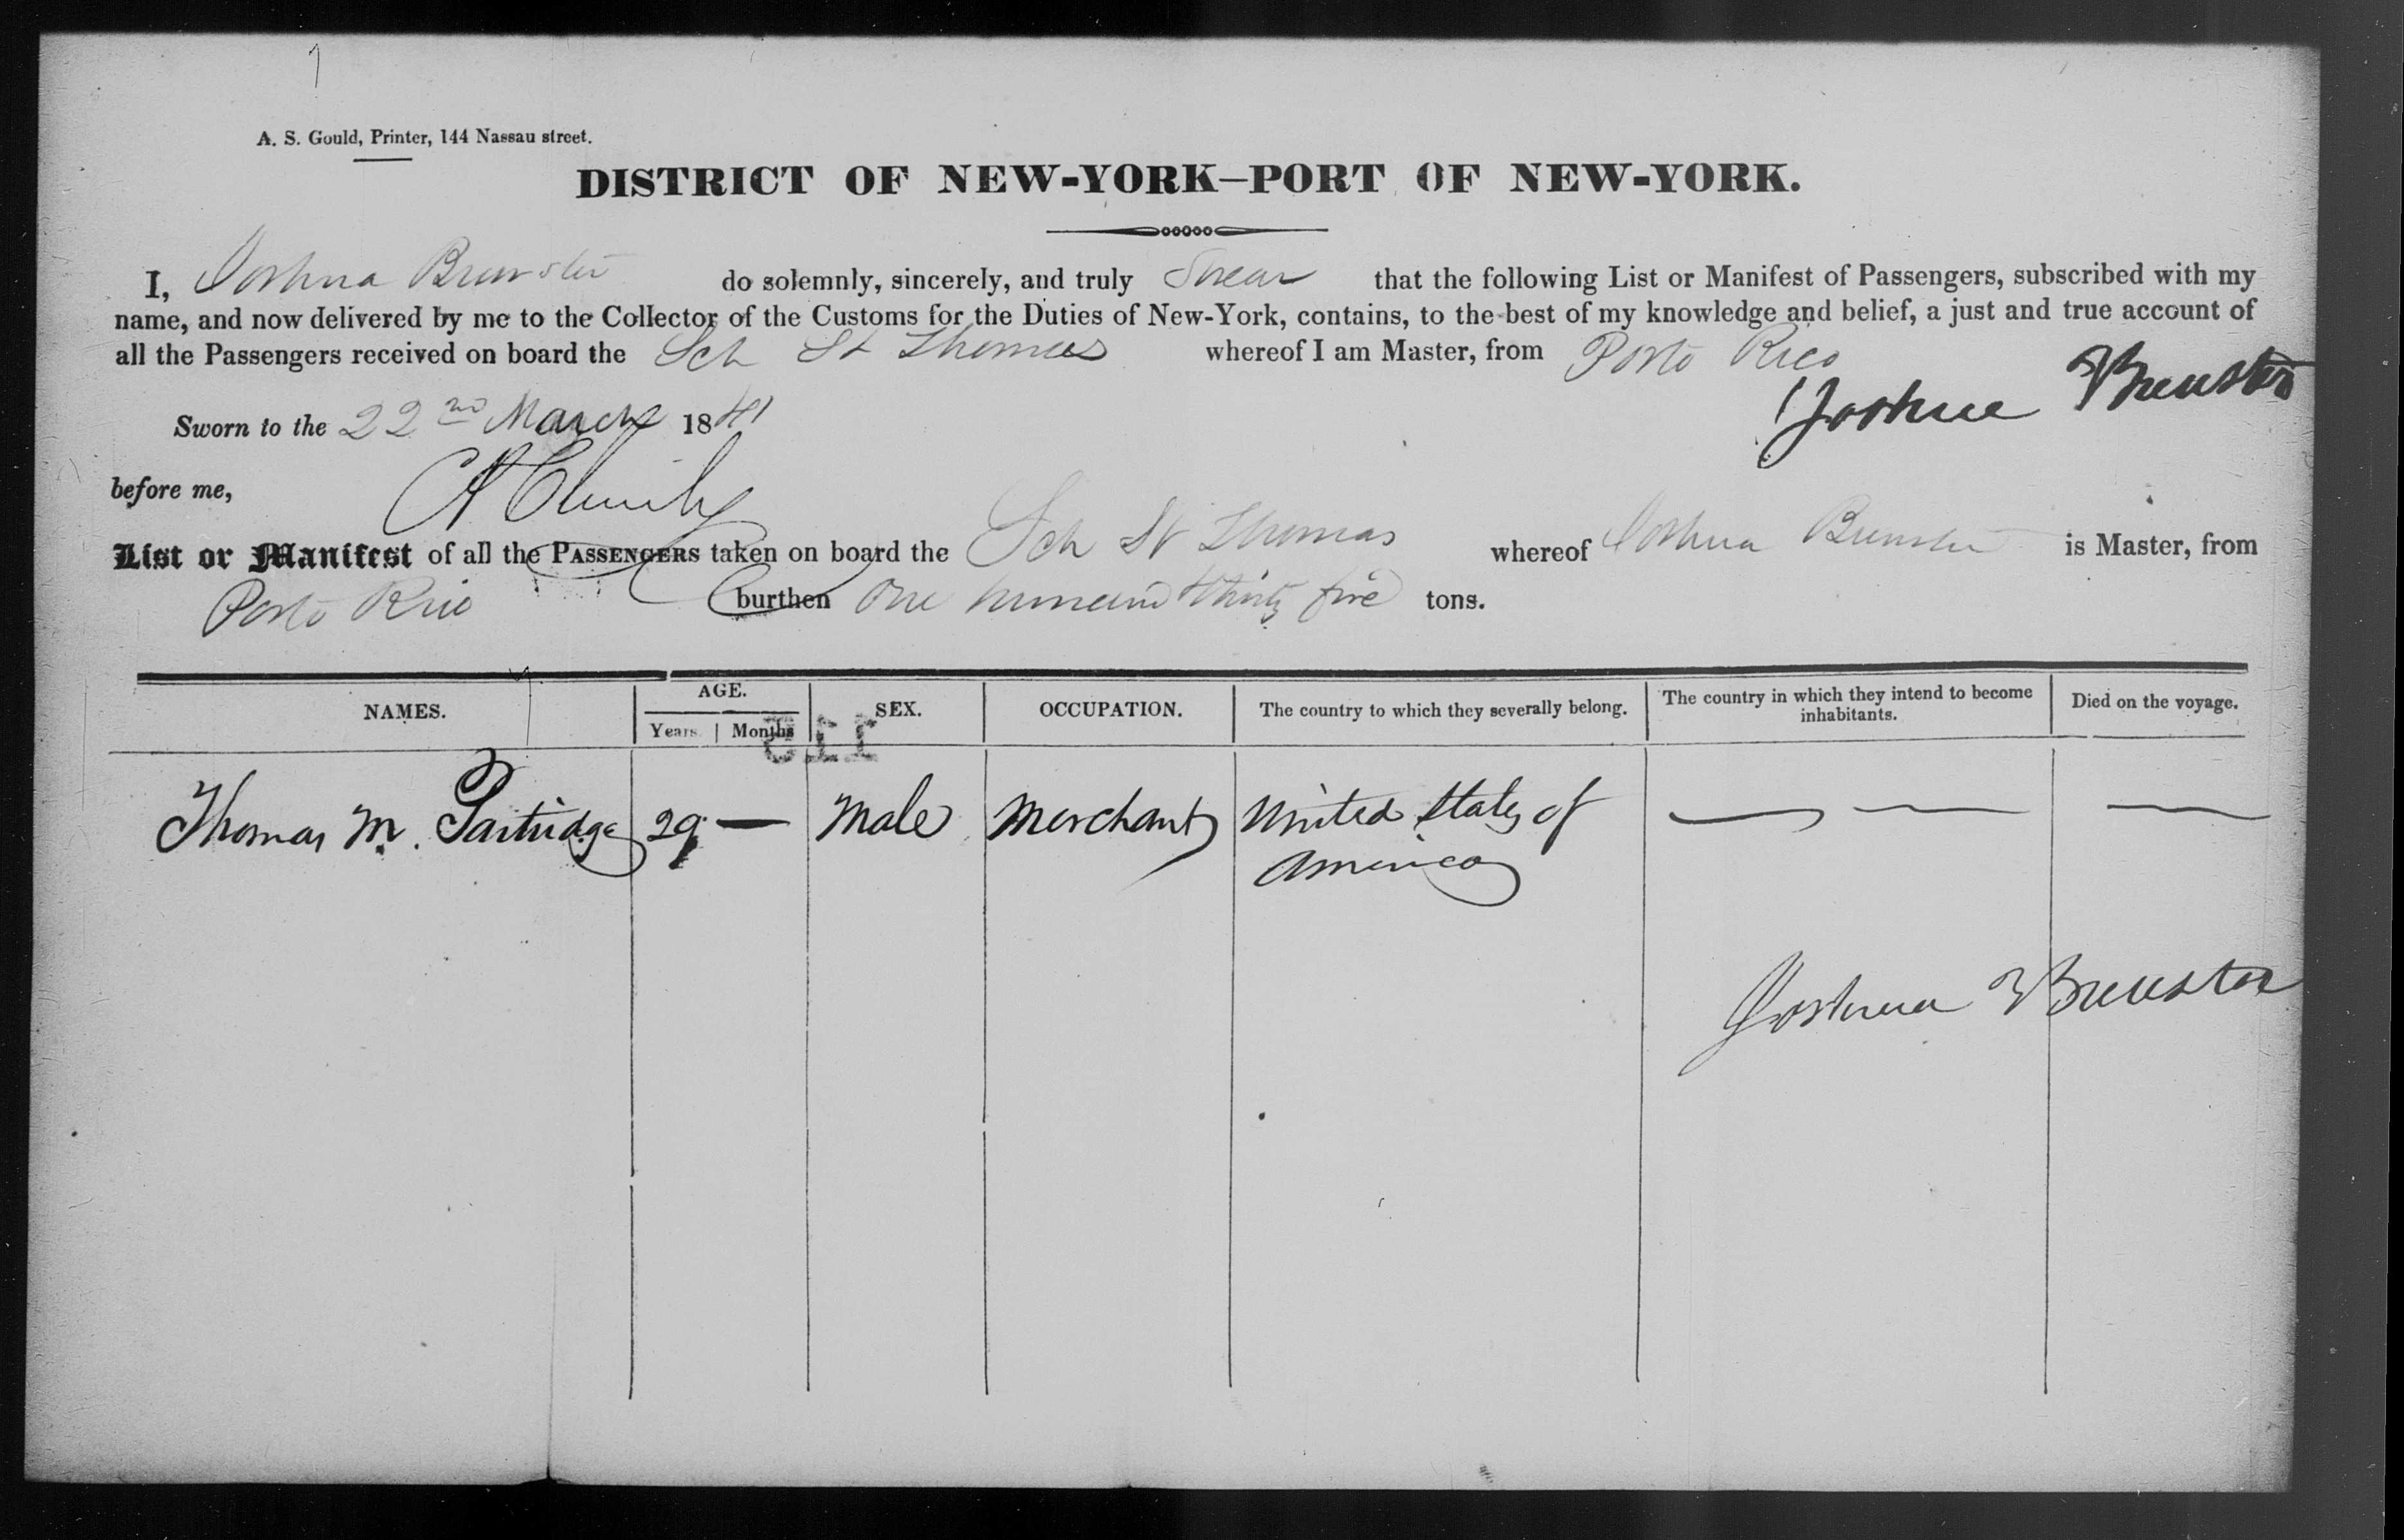 A. S. Gould, Printer, 144 Nassau street.
DISTRICT OF NEW-YORK—PORT OF NEW-YORK.
I, Joshua Brewster do solemnly, sincerely, and truly Swear that the following List or Manifest of Passengers, subscribed with my
name, and now delivered by me to the Collector of the Customs for the Duties of New-York, contains, to the best of my knowledge and belief, a just and true account of
all the Passengers received on board the Sch St Thomas whereof I am Master, from Porto Rico
Joshua Brewster
Sworn to the 22nd March 1841
before me,
List or Manifest of all the PASSENGERS taken on board the Sch St Thomas whereof Joshua Brewster is Master, from
Porto Rico burthen One hundred thirty five tons.
NAMES. AGE. Years Months SEX. OCCUPATION. The country to which they severally belong. The country in which they intend to become inhabitants. Died on the voyage.
Thomas M. Partridge 29 — Male Merchant United States of — — —
America
Joshua Brewster